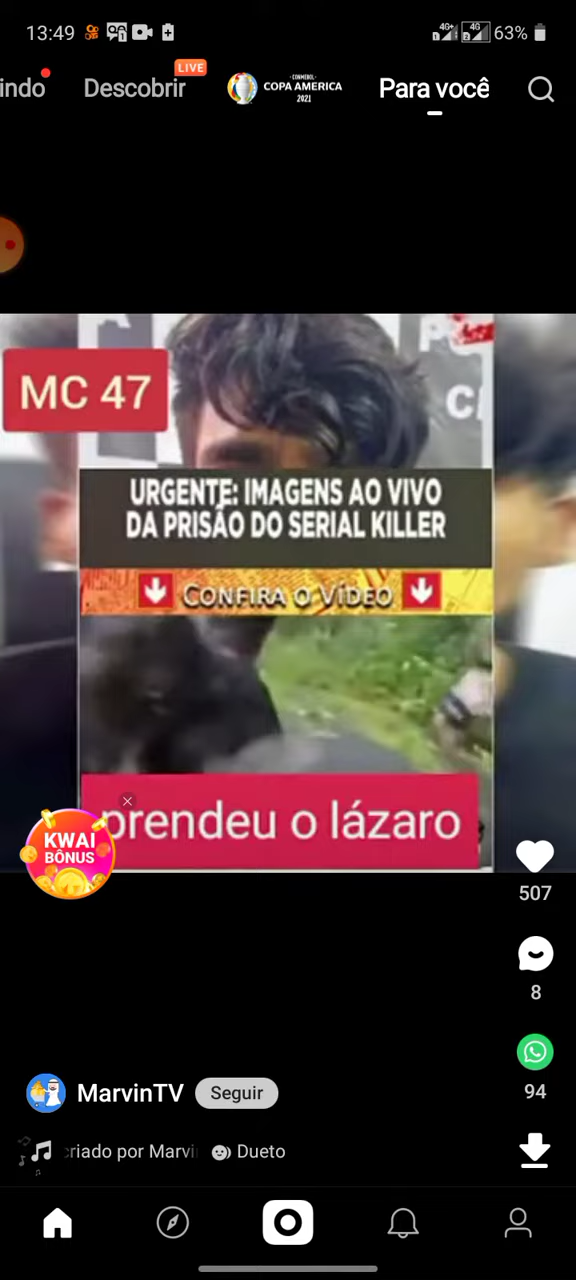 13:49
4G+
4G
63%
indo
Descobrir
LIVE
CONMEBOL
COPA AMERICA
2021
Para você
MC 47
URGENTE: IMAGENS AO VIVO
DA PRISÃO DO SERIAL KILLER
CONFIRA O VÍDEO
prendeu o lázaro
KWAI
BÔNUS
507
8
94
MarvinTV
Seguir
criado por Marvi
Dueto